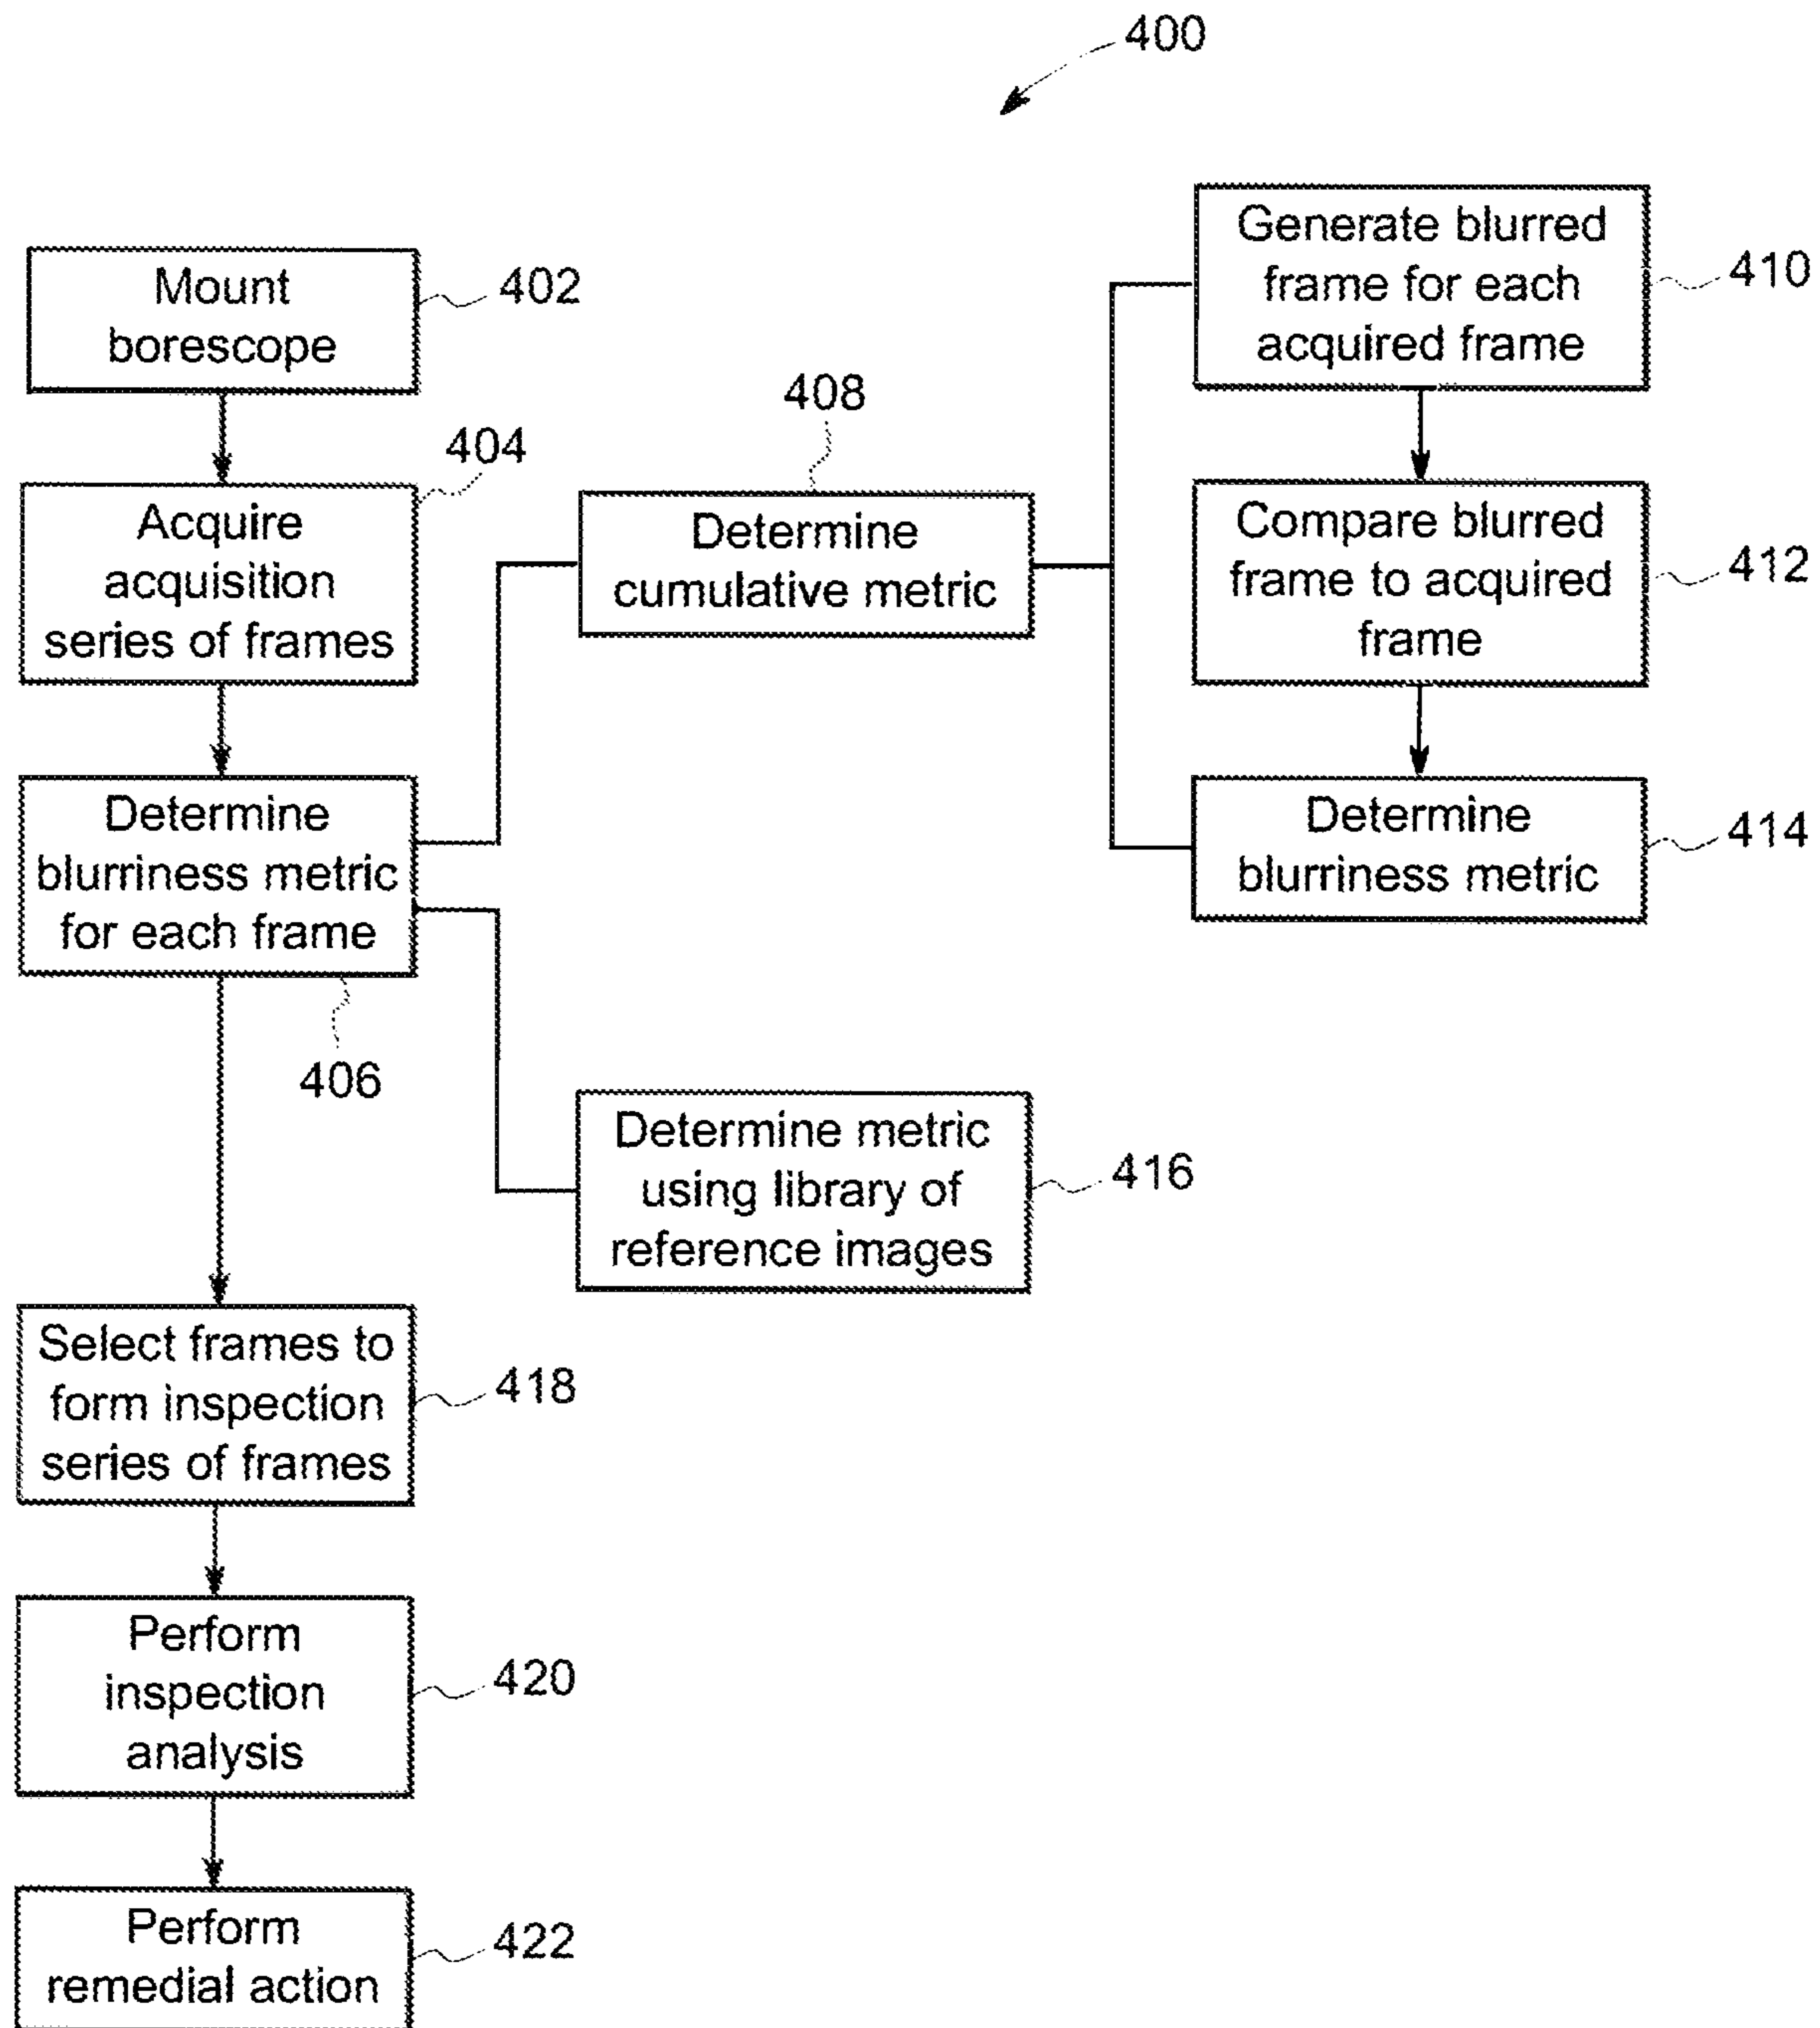 400
Mount
borescope
402
404
Acquire
acquisition
series of frames
Determine
blurriness metric
for each frame
406
408
Determine
cumulative metric
Generate blurred
frame for each
acquired frame
410
Compare blurred
frame to acquired
frame
412
Determine
blurriness metric
414
Determine metric
using library of
reference images
416
Select frames to
form inspection
series of frames
418
Perform
inspection
analysis
420
Perform
remedial action
422